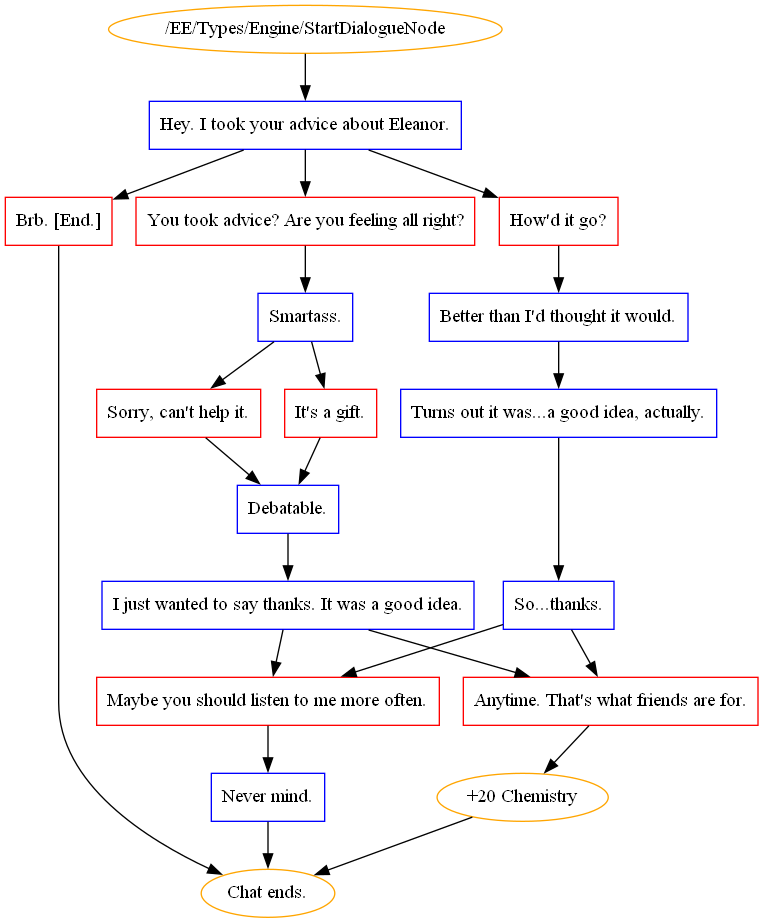 /EE/Types/Engine/StartDialogueNode
Hey. I took your advice about Eleanor.
Brb. [End.]
You took advice? Are you feeling all right?
How'd it go?
Smartass.
Better than I'd thought it would.
Sorry, can't help it.
It's a gift.
Turns out it was...a good idea, actually.
Debatable.
I just wanted to say thanks. It was a good idea.
So...thanks.
Maybe you should listen to me more often.
Anytime. That's what friends are for.
Never mind.
+20 Chemistry
Chat ends.